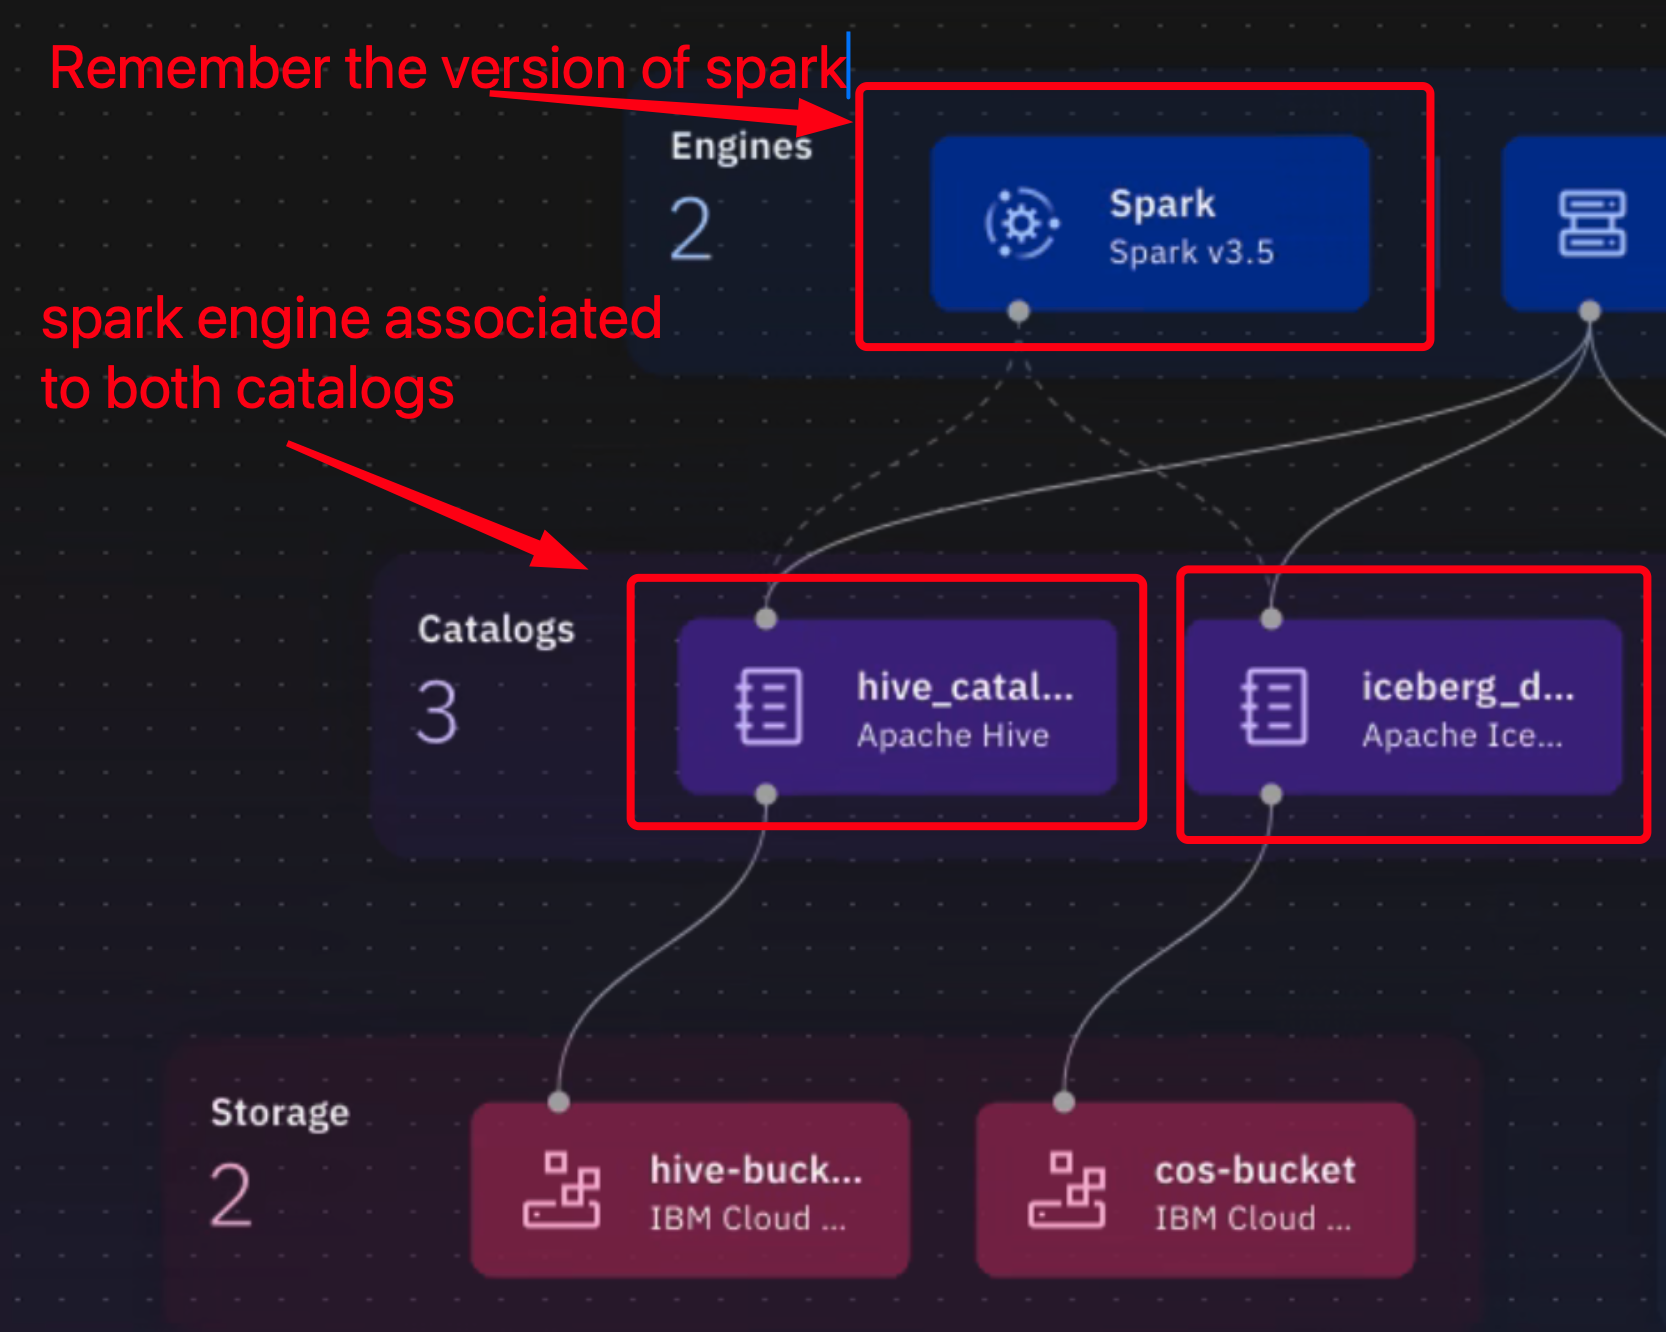 Remember the version of spark
Engines
2
Spark
Spark v3.5
spark engine associated
to both catalogs
Catalogs
3
hive_catal...
Apache Hive
iceberg_d...
Apache Ice...
Storage
2
hive-buck...
IBM Cloud ...
cos-bucket
IBM Cloud ...